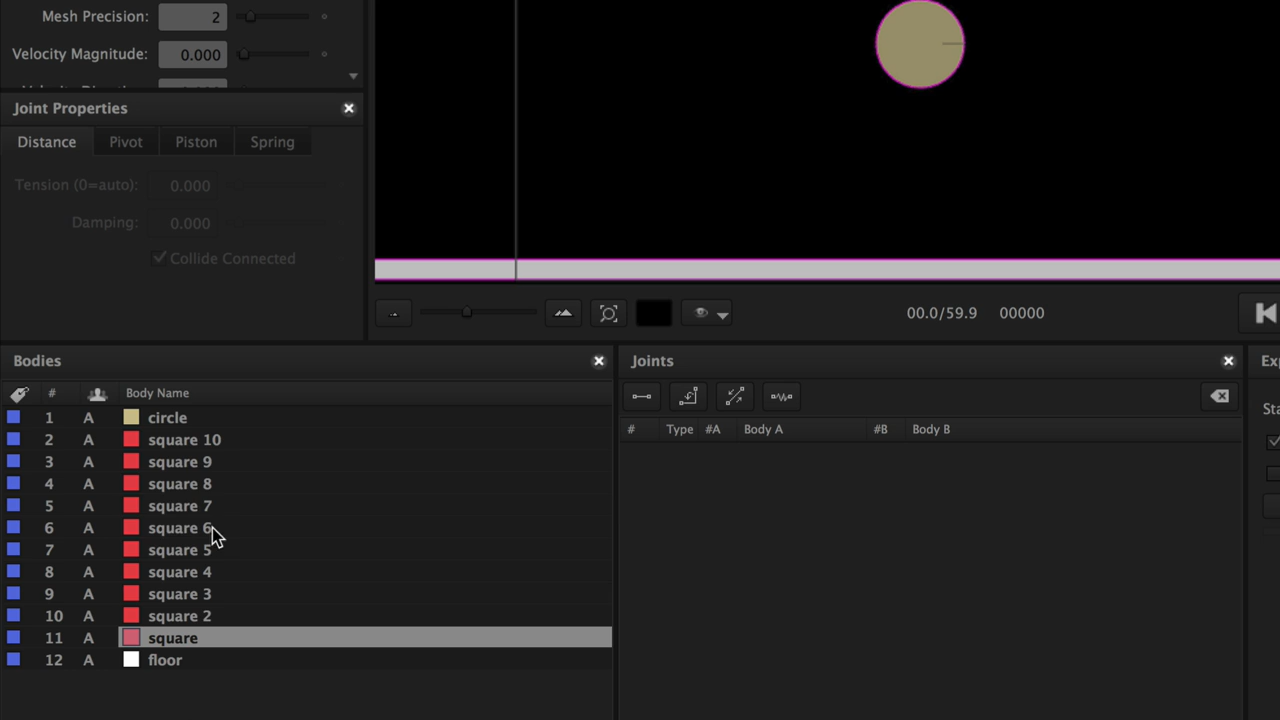 Mesh Precision: 2
Velocity Magnitude: 0.000
Joint Properties
Distance Pivot Piston Spring
Tension (0=auto): 0.000
Damping: 0.000
Collide Connected
00.0/59.9 00000
Bodies
# Body Name
1 A circle
2 A square 10
3 A square 9
4 A square 8
5 A square 7
6 A square 6
7 A square 5
8 A square 4
9 A square 3
10 A square 2
11 A square
12 A floor
Joints
# Type #A Body A #B Body B